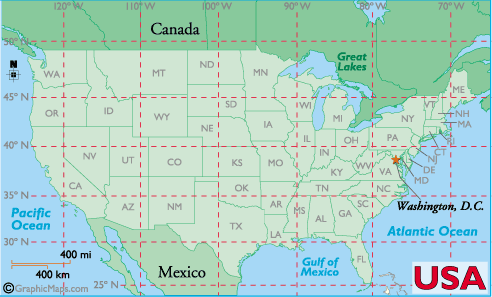 120°W
110°W
100°W
90°W
80°W
70°W
Canada
50°N
N
WA
MT
ND
MN
Great
Lakes
ME
45°N
OR
ID
SD
WI
MI
VT
NH
MA
NY
WY
IA
RI
CT
40°N
NE
PA
NJ
NV
UT
CO
KS
MO
IL
IN
OH
WV
DE
MD
KY
VA
35°N
CA
OK
TN
NC
Washington, D.C.
AZ
NM
AR
SC
Pacific
Ocean
TX
AL
GA
Atlantic Ocean
LA
30°N
400 mi
400 km
Mexico
Gulf of
Mexico
FL
25°N
©GraphicMaps.com
USA